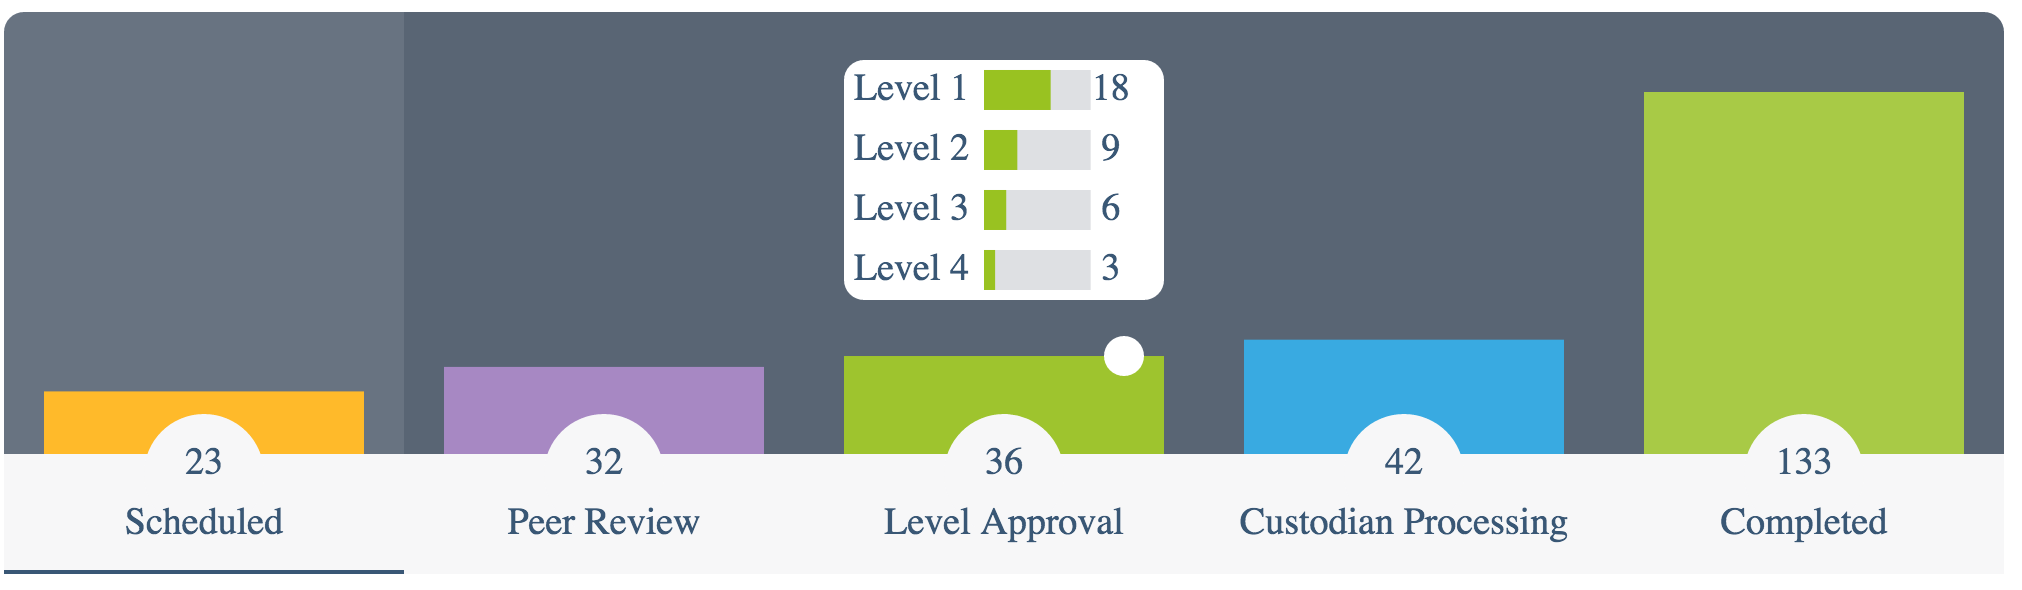 Level 1 18
Level 2 9
Level 3 6
Level 4 3
23 32 36 42 133
Scheduled Peer Review Level Approval Custodian Processing Completed